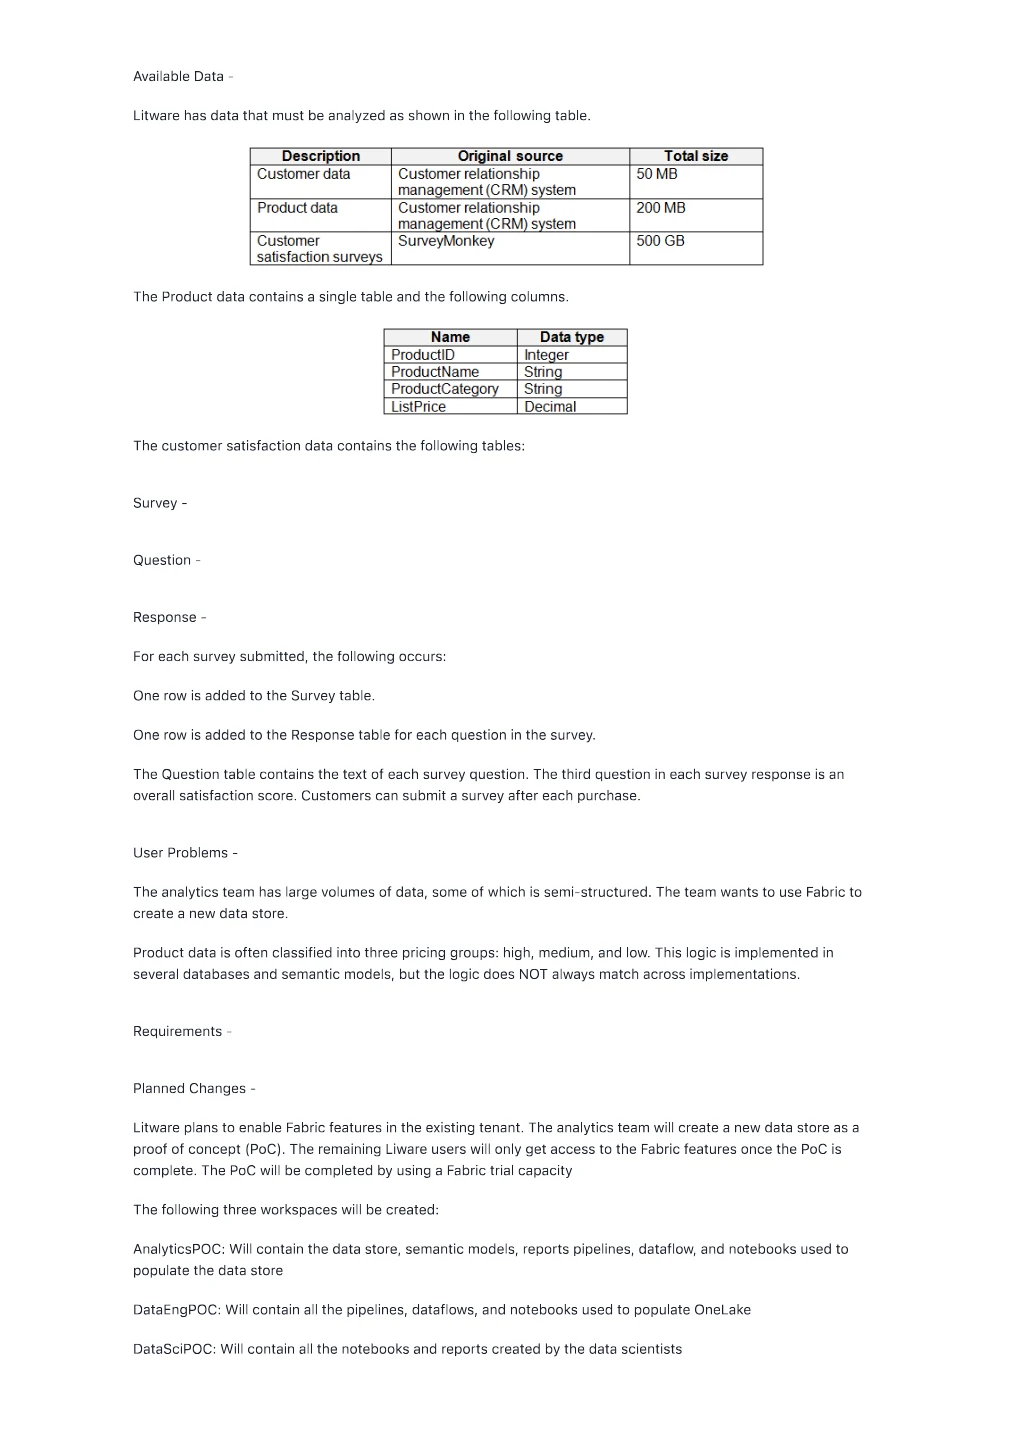 Available Data -
Litware has data that must be analyzed as shown in the following table.
Description Original source Total size
Customer data Customer relationship management (CRM) system 50 MB
Product data Customer relationship management (CRM) system 200 MB
Customer satisfaction surveys SurveyMonkey 500 GB
The Product data contains a single table and the following columns.
Name Data type
ProductID Integer
ProductName String
ProductCategory String
ListPrice Decimal
The customer satisfaction data contains the following tables:
Survey -
Question -
Response -
For each survey submitted, the following occurs:
One row is added to the Survey table.
One row is added to the Response table for each question in the survey.
The Question table contains the text of each survey question. The third question in each survey response is an
overall satisfaction score. Customers can submit a survey after each purchase.
User Problems -
The analytics team has large volumes of data, some of which is semi-structured. The team wants to use Fabric to
create a new data store.
Product data is often classified into three pricing groups: high, medium, and low. This logic is implemented in
several databases and semantic models, but the logic does NOT always match across implementations.
Requirements -
Planned Changes -
Litware plans to enable Fabric features in the existing tenant. The analytics team will create a new data store as a
proof of concept (PoC). The remaining Liware users will only get access to the Fabric features once the PoC is
complete. The PoC will be completed by using a Fabric trial capacity
The following three workspaces will be created:
AnalyticsPOC: Will contain the data store, semantic models, reports pipelines, dataflow, and notebooks used to
populate the data store
DataEngPOC: Will contain all the pipelines, dataflows, and notebooks used to populate OneLake
DataSciPOC: Will contain all the notebooks and reports created by the data scientists